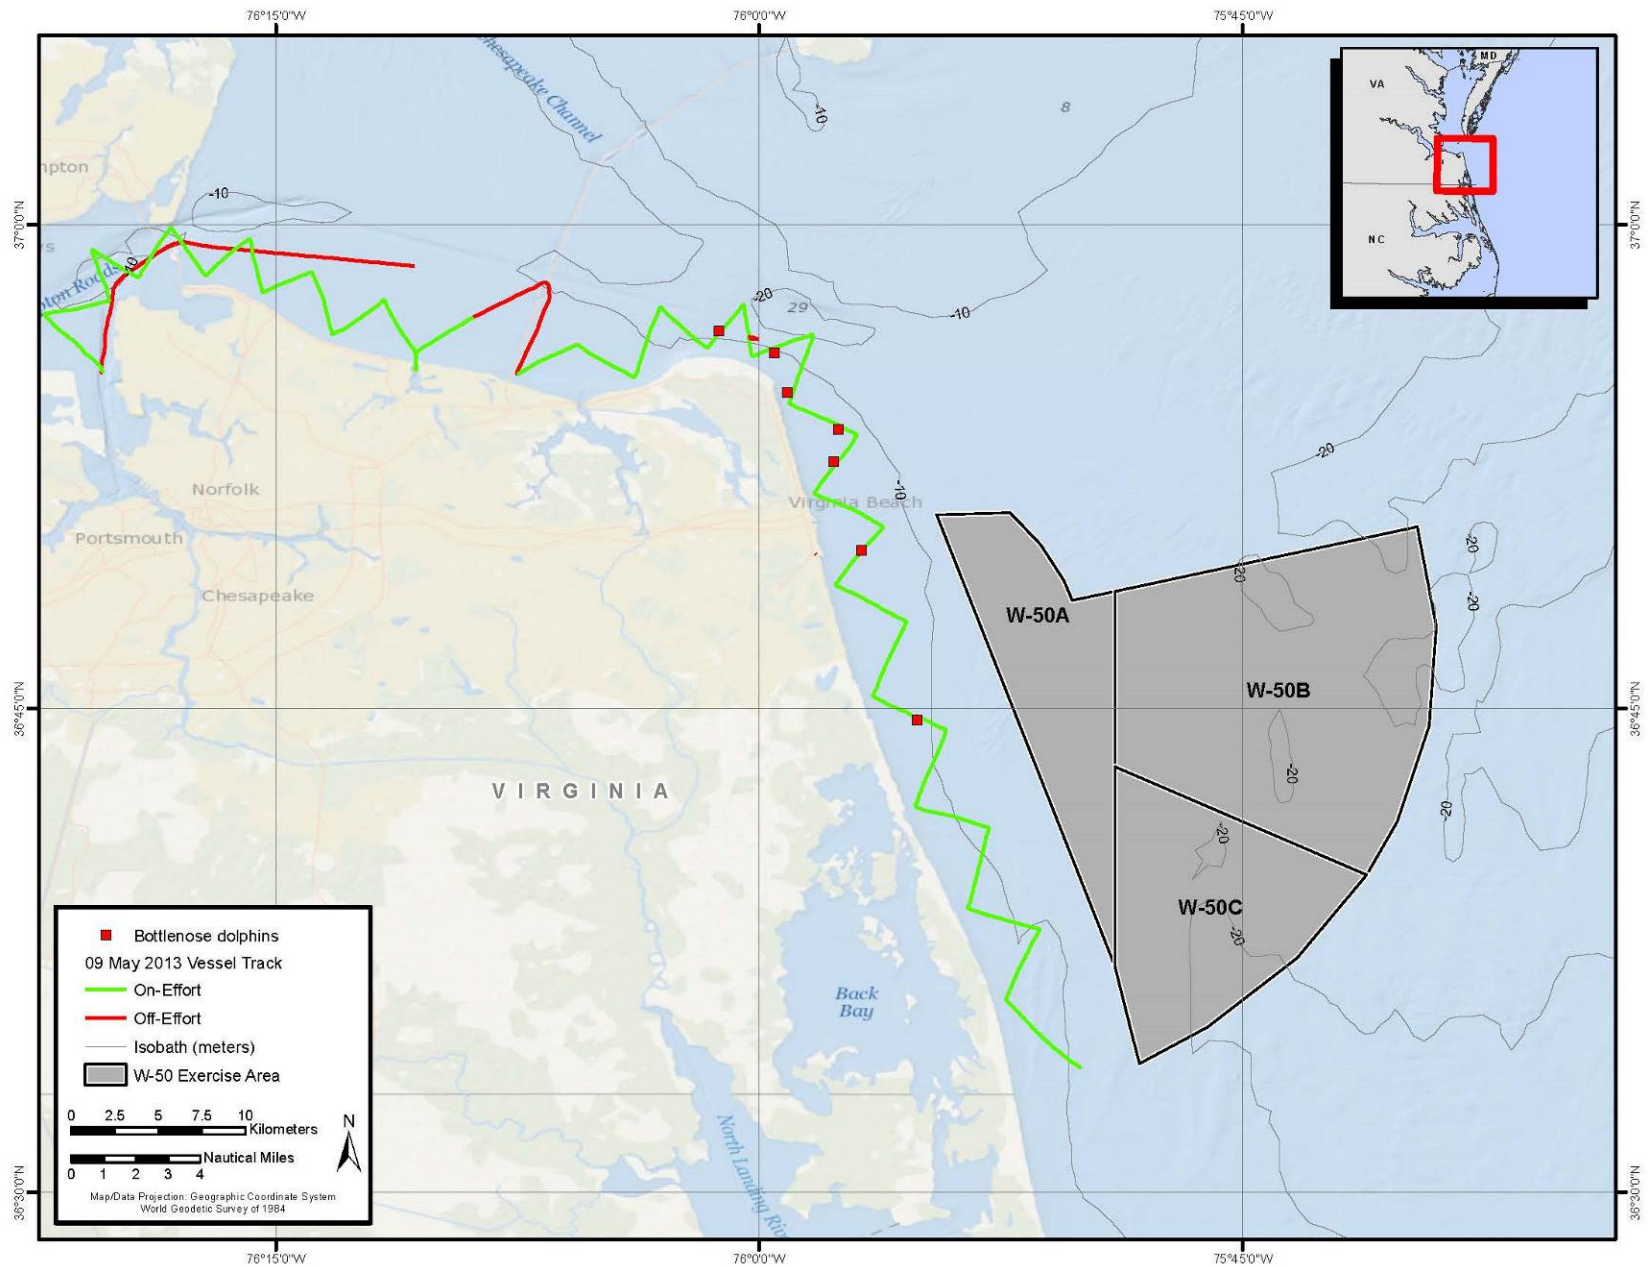 76°15'0"W
76°0'0"W
75°45'0"W
Chesapeake Channel
-10
8
MD
VA
NC
mpton
-10
37°0'0"N
37°0'0"N
-10
-20
29
-10
-20
-10
Norfolk
Virginia Beach
Portsmouth
Chesapeake
-20
-20
-20
W-50A
W-50B
36°45'0"N
36°45'0"N
VIRGINIA
-20
-20
-20
W-50C
-20
Back
Bay
North Landing Riv
Bottlenose dolphins
09 May 2013 Vessel Track
On-Effort
Off-Effort
Isobath (meters)
W-50 Exercise Area
0 2.5 5 7.5 10
Kilometers
N
Nautical Miles
0 1 2 3 4
Map/Data Projection: Geographic Coordinate System
World Geodetic Survey of 1984
36°30'0"N
36°30'0"N
76°15'0"W
76°0'0"W
75°45'0"W